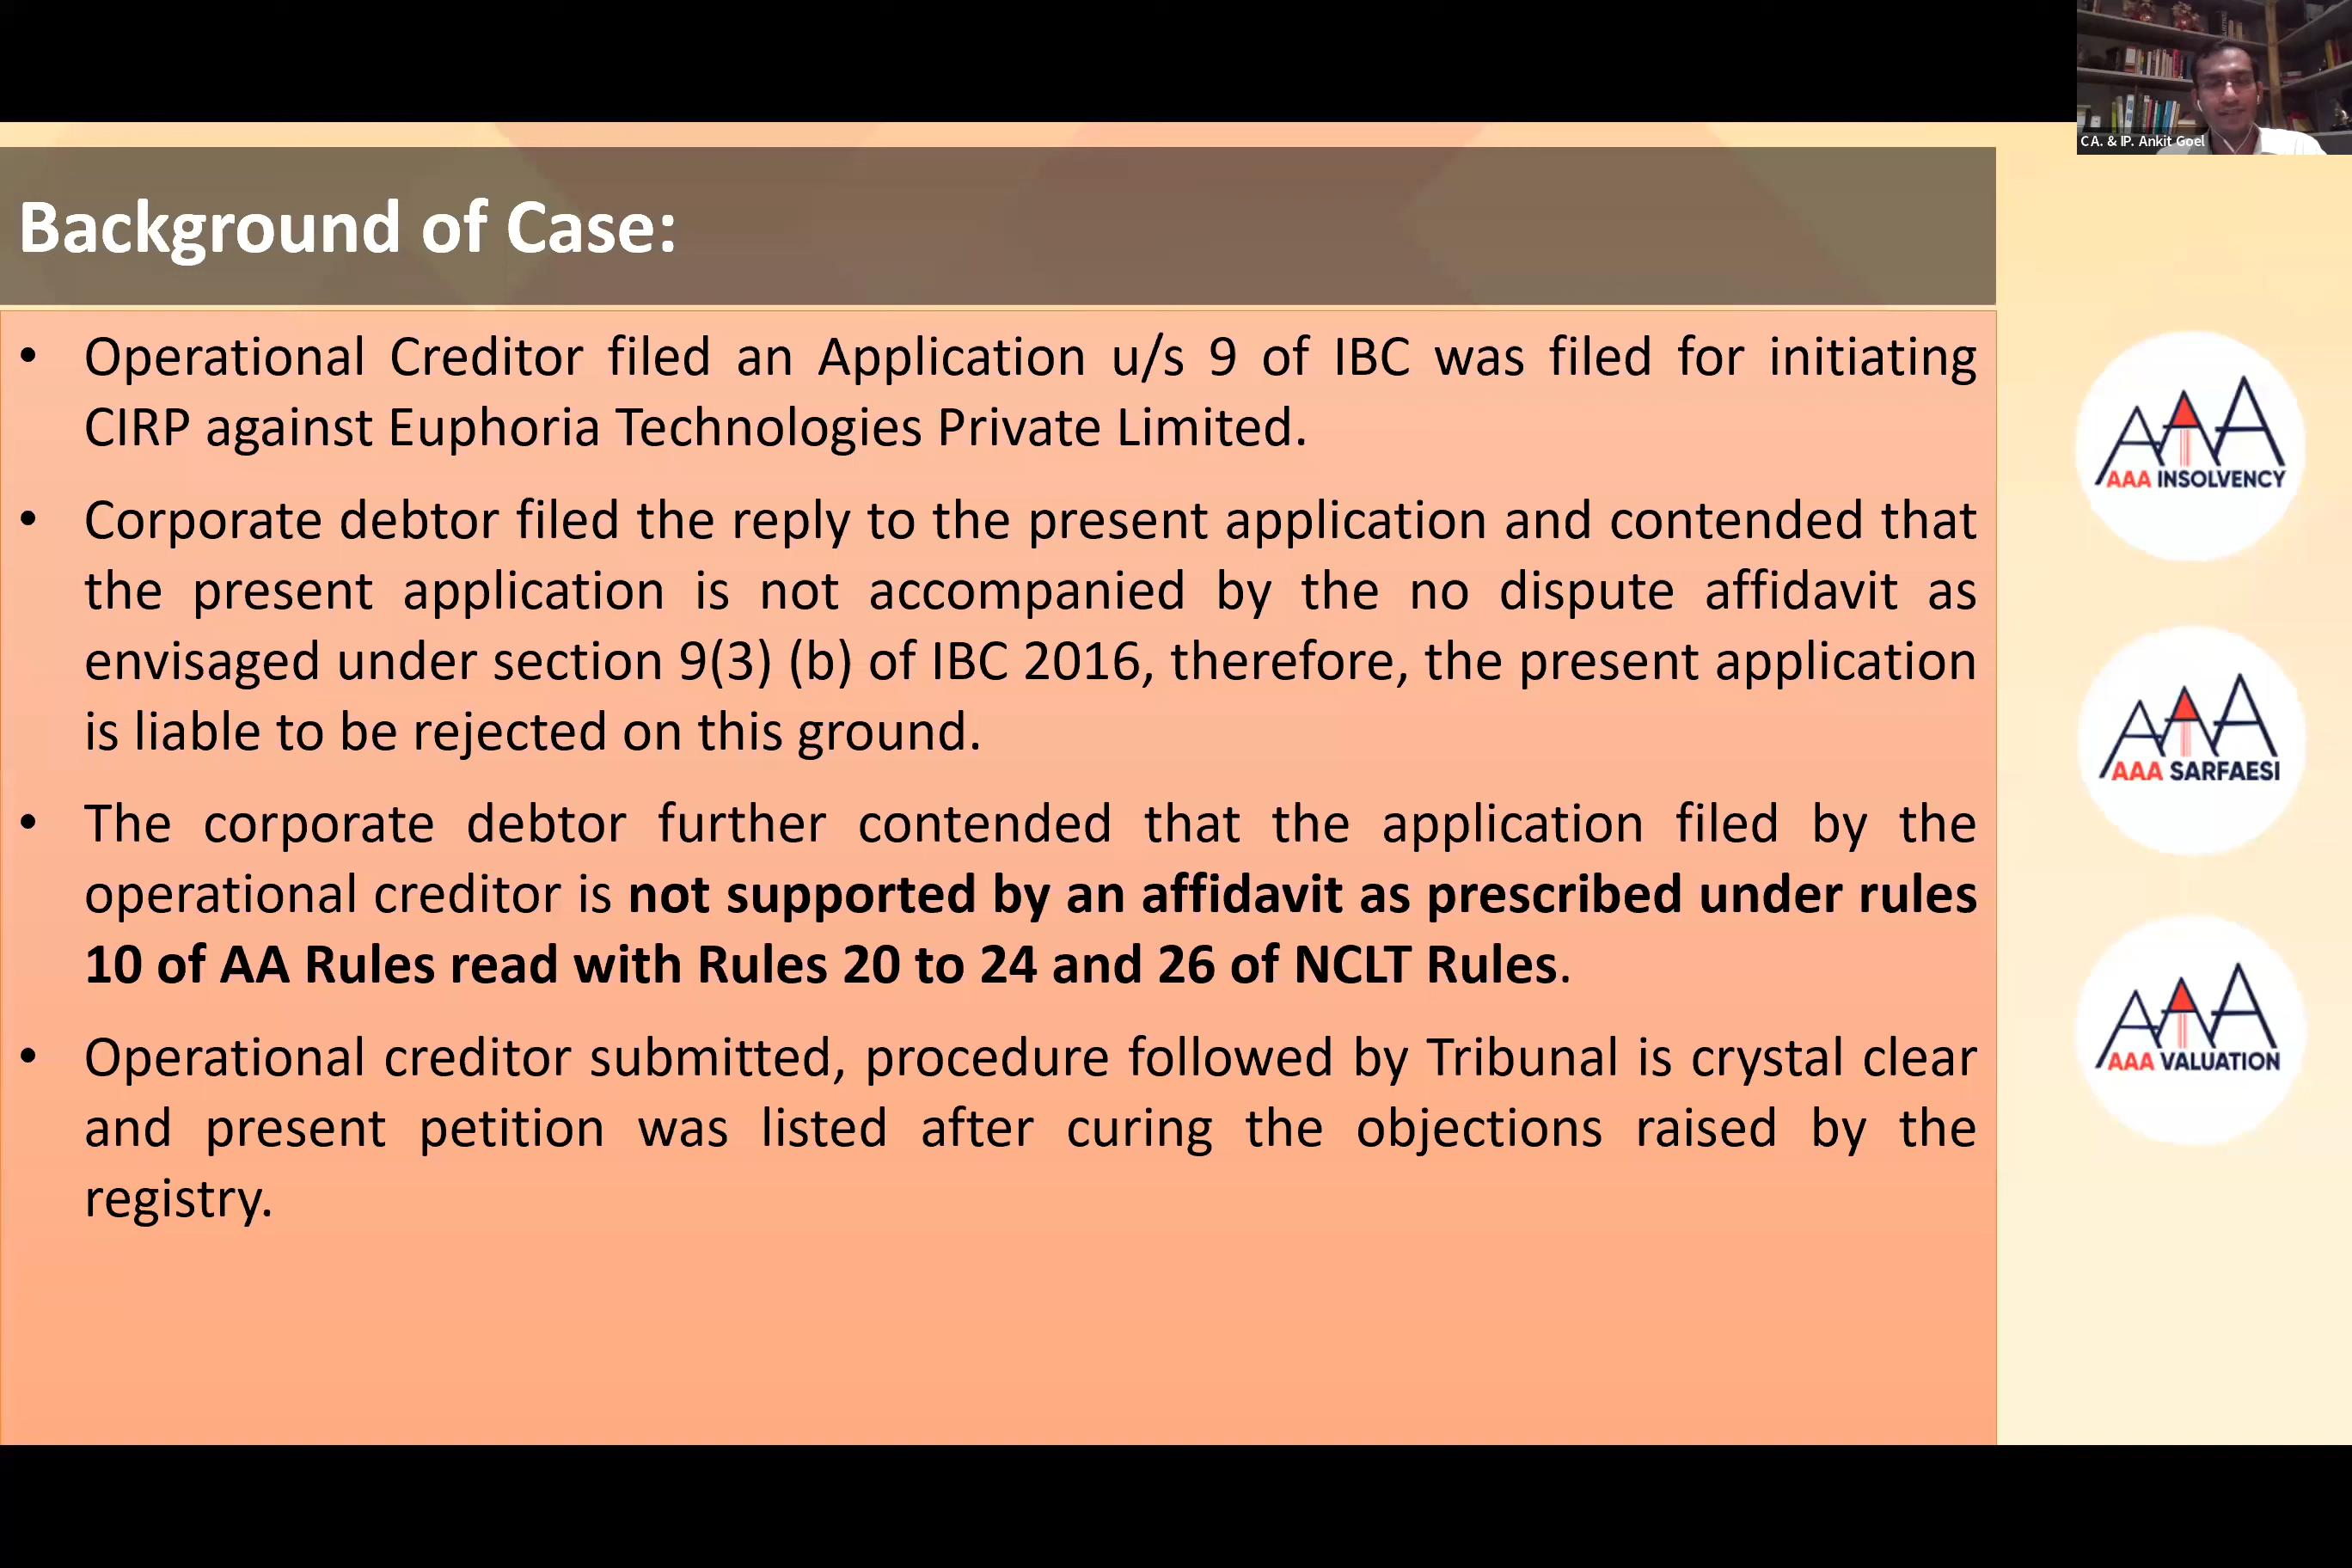 CA. & IP. Ankit Goel
Background of Case:
• Operational Creditor filed an Application u/s 9 of IBC was filed for initiating
CIRP against Euphoria Technologies Private Limited.
• Corporate debtor filed the reply to the present application and contended that
the present application is not accompanied by the no dispute affidavit as
envisaged under section 9(3) (b) of IBC 2016, therefore, the present application
is liable to be rejected on this ground.
• The corporate debtor further contended that the application filed by the
operational creditor is not supported by an affidavit as prescribed under rules
10 of AA Rules read with Rules 20 to 24 and 26 of NCLT Rules.
• Operational creditor submitted, procedure followed by Tribunal is crystal clear
and present petition was listed after curing the objections raised by the
registry.
AAA
AAA INSOLVENCY
AAA
AAA SARFAESI
AAA
AAA VALUATION